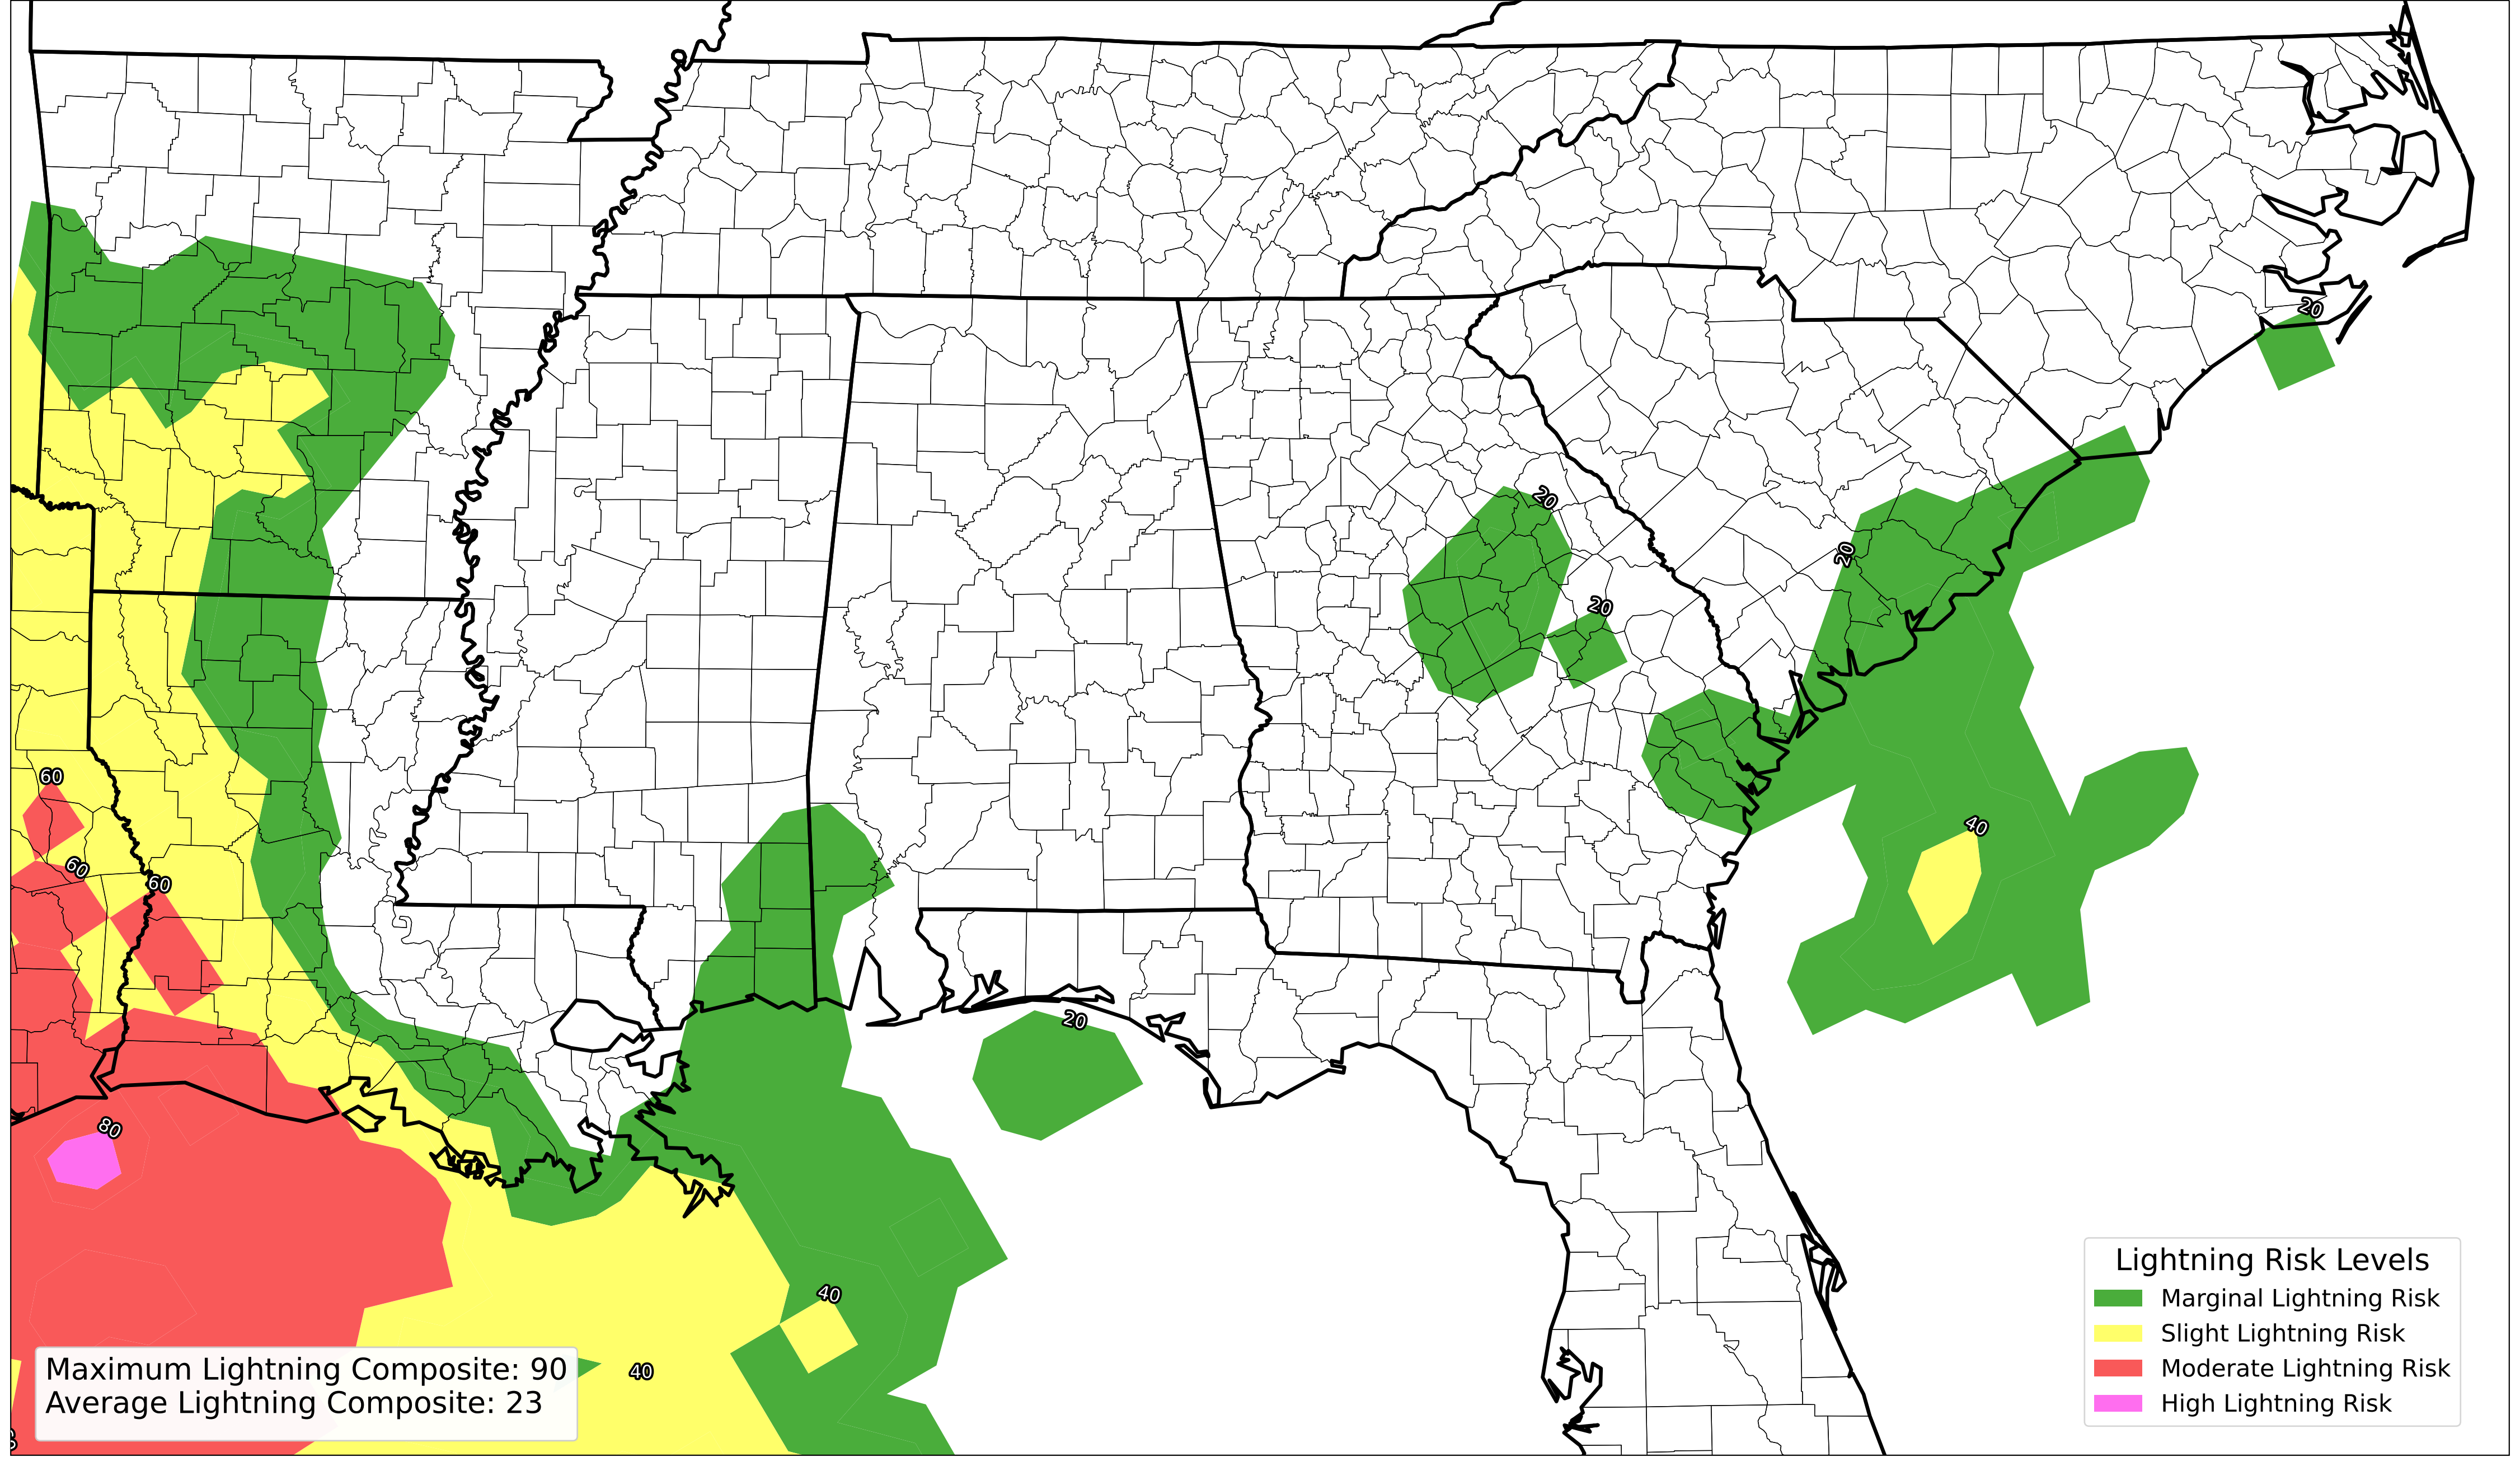 20
20
20
20
60
40
60
60
20
80
40
40
Lightning Risk Levels
Marginal Lightning Risk
Slight Lightning Risk
Moderate Lightning Risk
High Lightning Risk
Maximum Lightning Composite: 90
Average Lightning Composite: 23